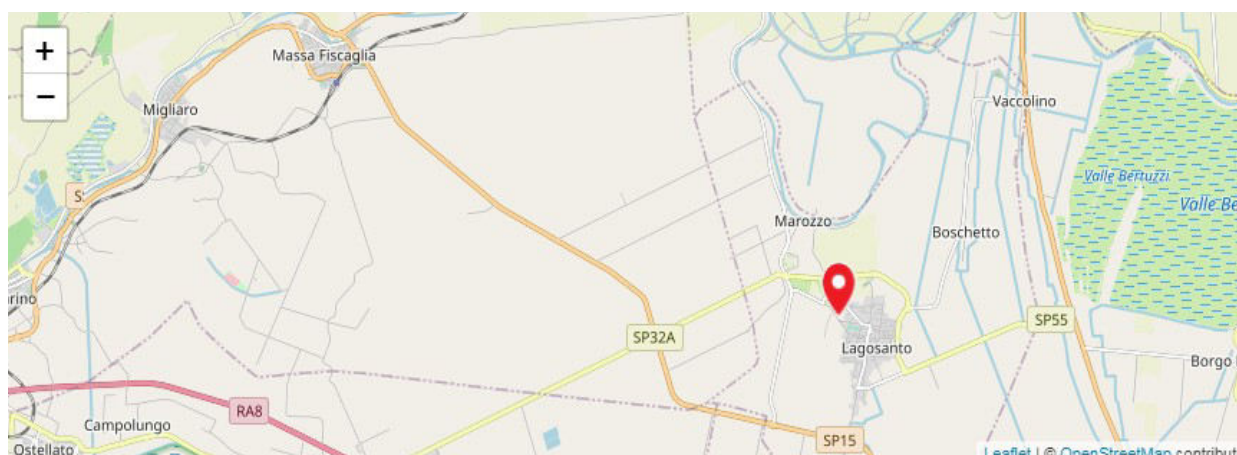 +
−
Massa Fiscaglia
Migliaro
Vaccolino
Valle Bertuzzi
Valle Be
S.
Marozzo
Boschetto
arino
SP32A
SP55
Lagosanto
Borgo
RA8
Campolungo
SP15
Ostellato
Leaflet | © OpenStreetMap contribut